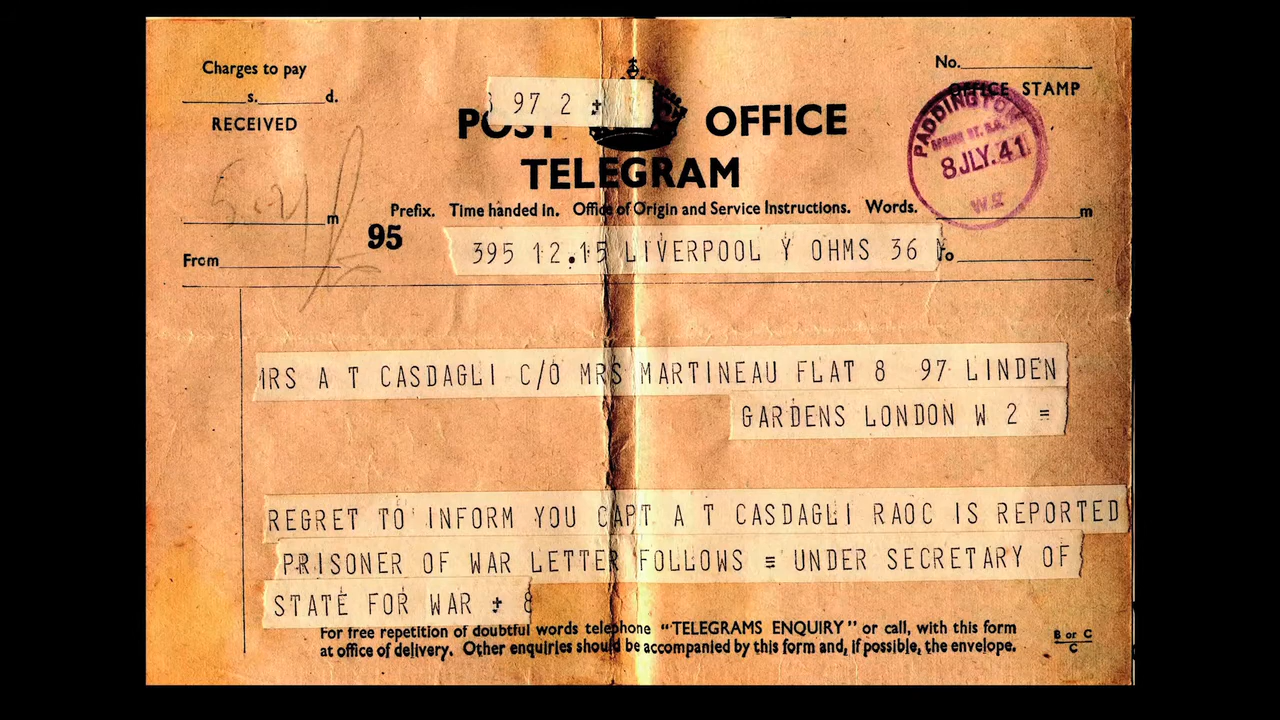 Charges to pay
s. d.
RECEIVED
No.
OFFICE STAMP
97 2 +
POST OFFICE
TELEGRAM
PADDINGTON
8 JLY. 41
W2
m
Prefix. Time handed in. Office of Origin and Service Instructions. Words.
m
95
From
395 12.15 LIVERPOOL Y OHMS 36
To
MRS A T CASDAGLI C/O MRS MARTINEAU FLAT 8 97 LINDEN
GARDENS LONDON W 2 =
REGRET TO INFORM YOU CAPT A T CASDAGLI RAOC IS REPORTED
PRISONER OF WAR LETTER FOLLOWS = UNDER SECRETARY OF
STATE FOR WAR + 8
For free repetition of doubtful words telephone "TELEGRAMS ENQUIRY" or call, with this form
at office of delivery. Other enquiries should be accompanied by this form and, if possible, the envelope.
B or C
C